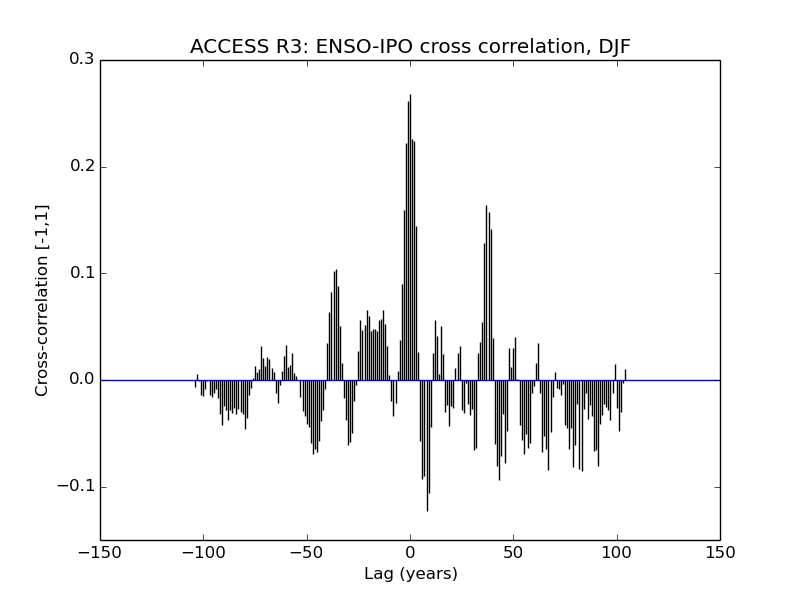 ACCESS R3: ENSO-IPO cross correlation, DJF
0.3
0.2
0.1
0.0
−0.1
Cross-correlation [-1,1]
−150 −100 −50 0 50 100 150
Lag (years)